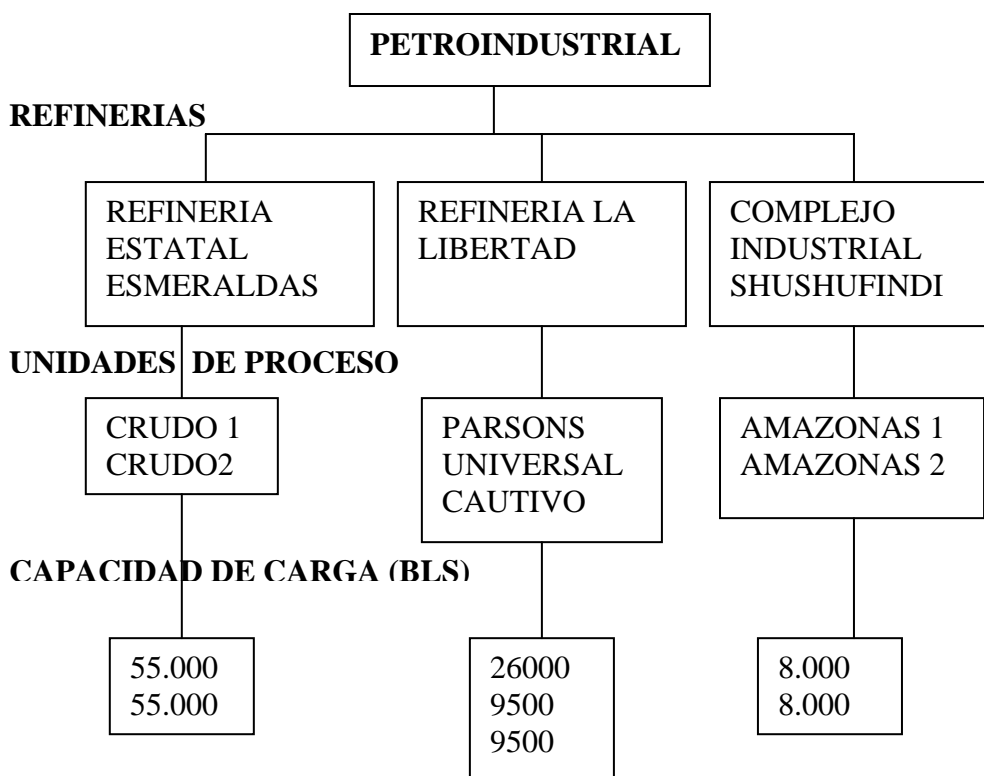 PETROINDUSTRIAL
REFINERIAS
REFINERIA
ESTATAL
ESMERALDAS
REFINERIA LA
LIBERTAD
COMPLEJO
INDUSTRIAL
SHUSHUFINDI
UNIDADES DE PROCESO
CRUDO 1
CRUDO2
PARSONS
UNIVERSAL
CAUTIVO
AMAZONAS 1
AMAZONAS 2
CAPACIDAD DE CARGA (BLS)
55.000
55.000
26000
9500
9500
8.000
8.000